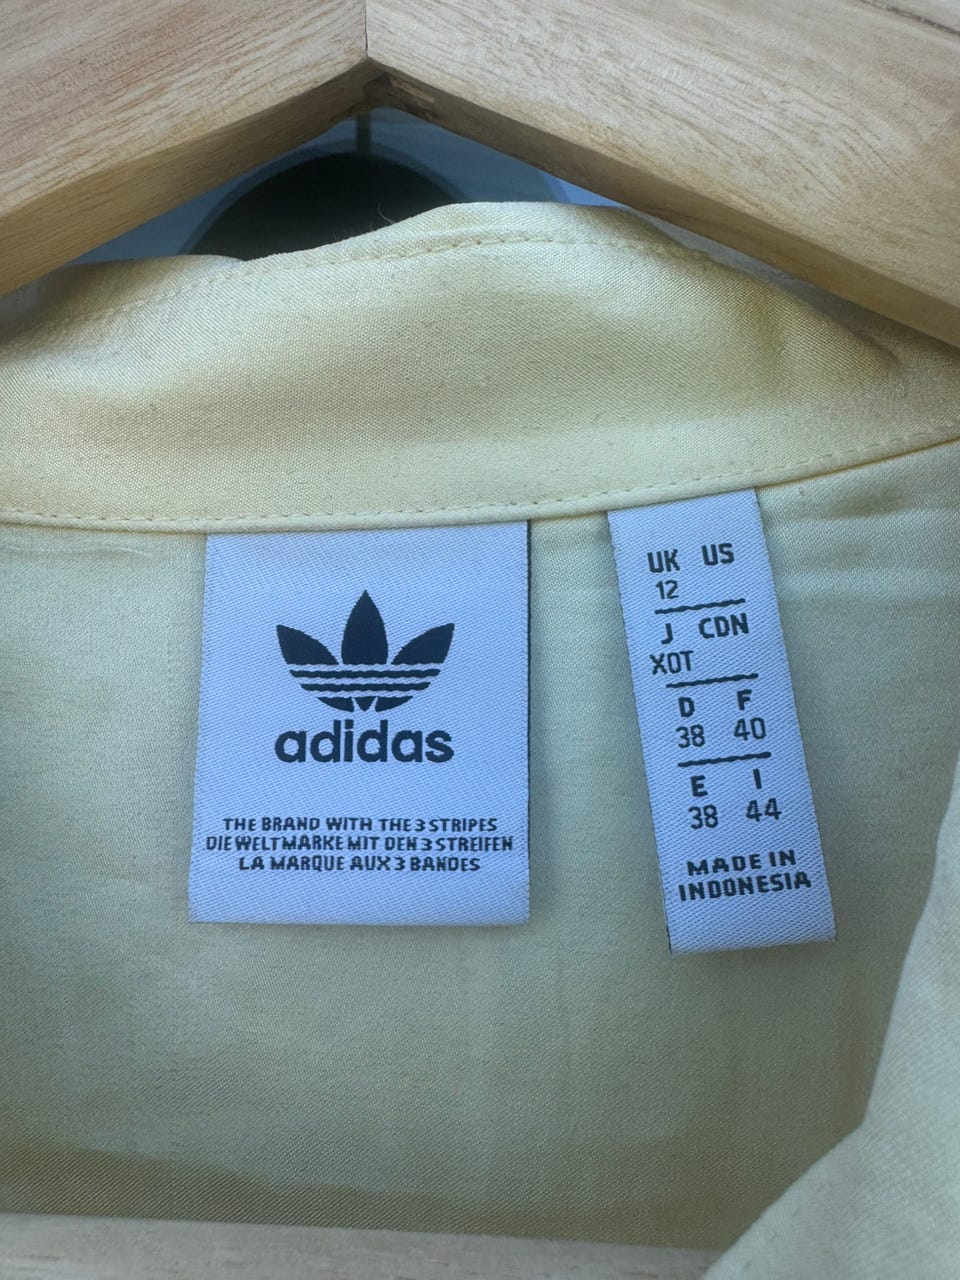 adidas
THE BRAND WITH THE 3 STRIPES
DIE WELTMARKE MIT DEN 3 STREIFEN
LA MARQUE AUX 3 BANDES
UK US
12
J CDN
XOT
D F
38 40
E I
38 44
MADE IN
INDONESIA